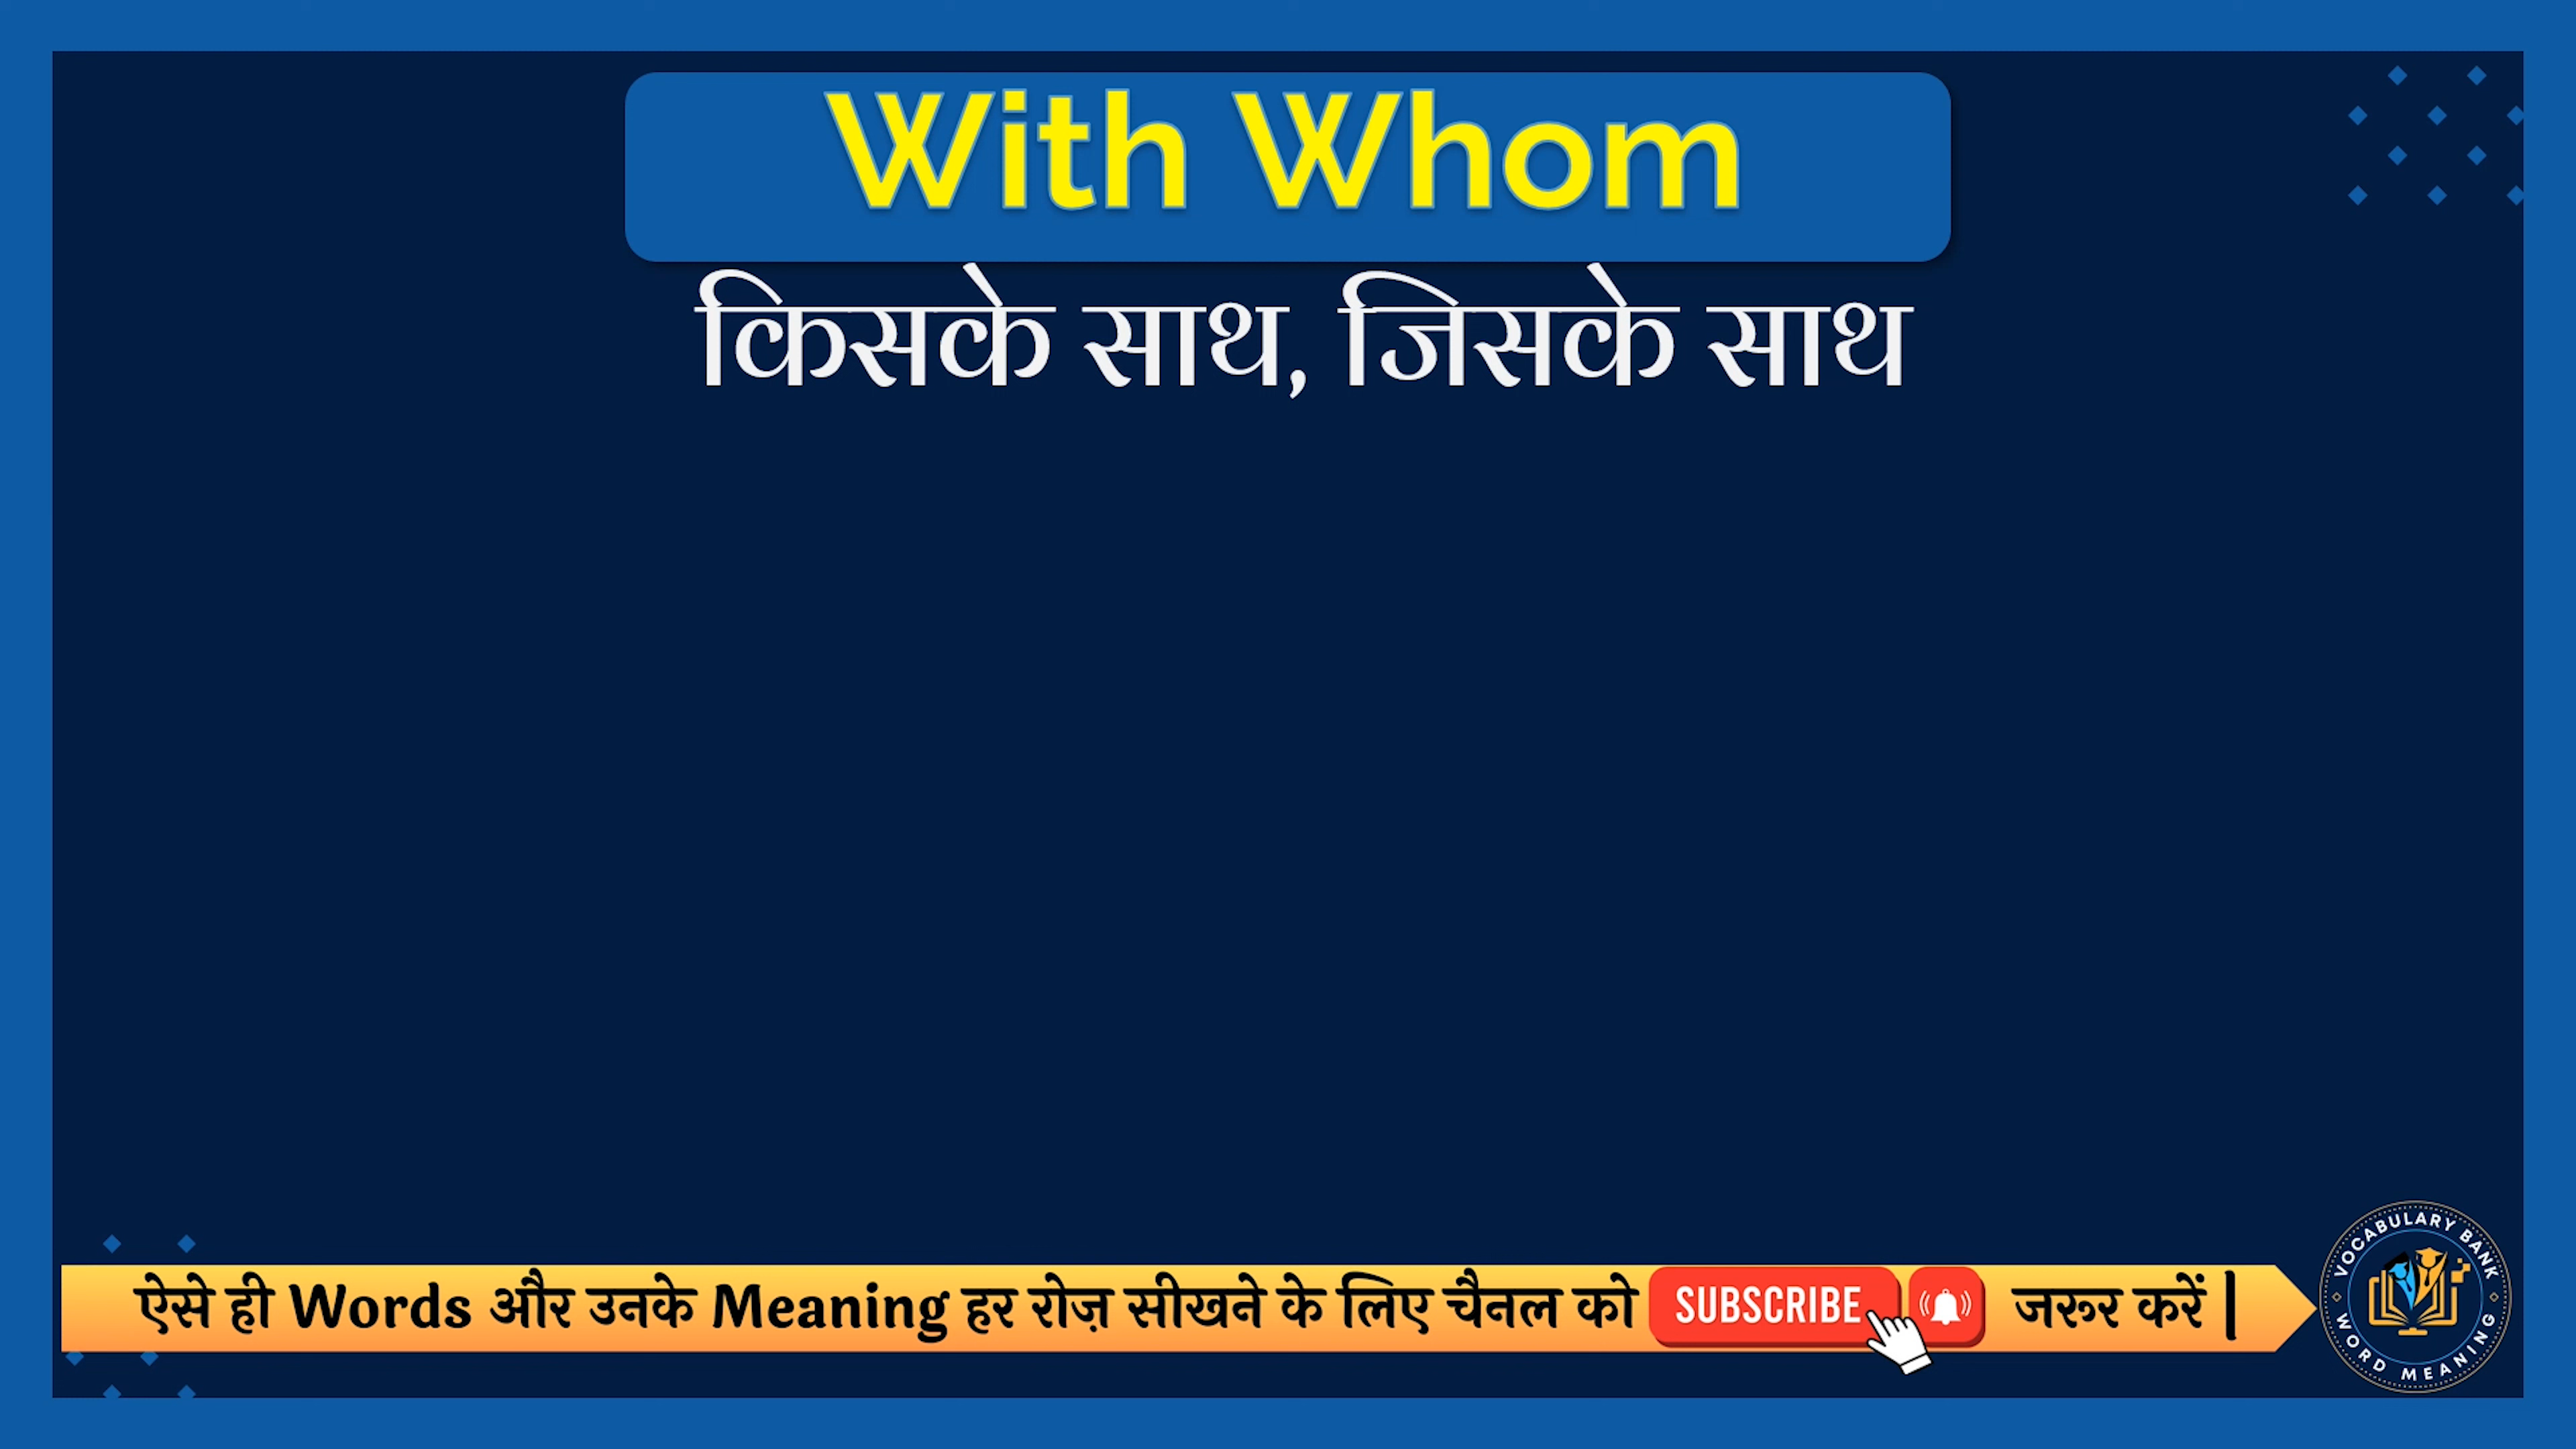 With Whom
किसके साथ, जिसके साथ
ऐसे ही Words और उनके Meaning हर रोज़ सीखने के लिए चैनल को SUBSCRIBE जरूर करें |
VOCABULARY BANK
WORD MEANING